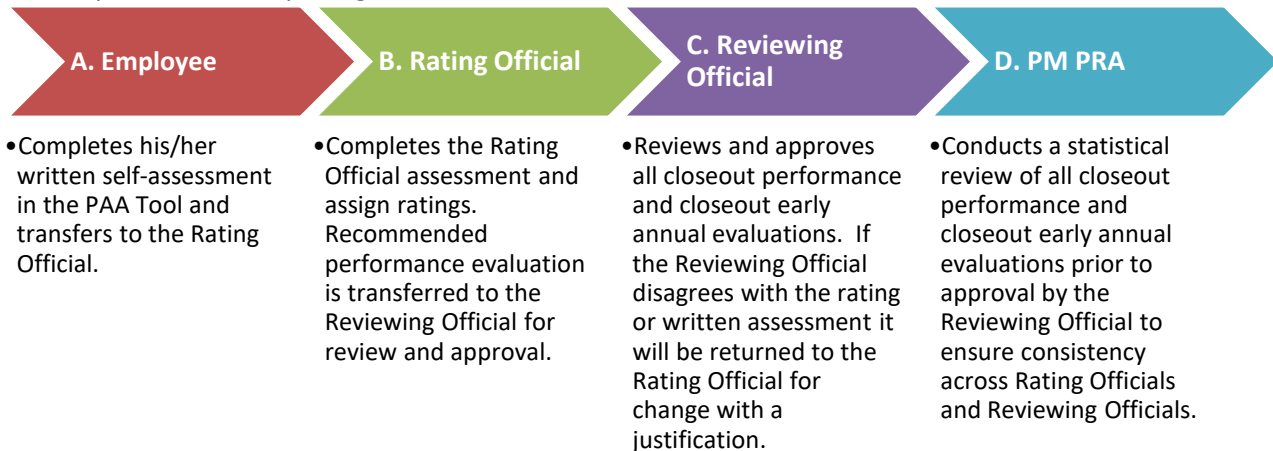 A. Employee
B. Rating Official
C. Reviewing
Official
D. PM PRA
•Completes his/her
written self-assessment
in the PAA Tool and
transfers to the Rating
Official.
•Completes the Rating
Official assessment and
assign ratings.
Recommended
performance evaluation
is transferred to the
Reviewing Official for
review and approval.
•Reviews and approves
all closeout performance
and closeout early
annual evaluations.  If
the Reviewing Official
disagrees with the rating
or written assessment it
will be returned to the
Rating Official for
change with a
justification.
•Conducts a statistical
review of all closeout
performance and
closeout early annual
evaluations prior to
approval by the
Reviewing Official to
ensure consistency
across Rating Officials
and Reviewing Officials.